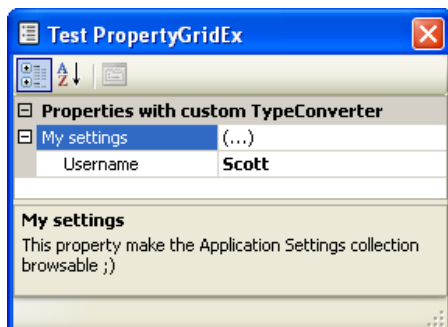 Test PropertyGridEx
Properties with custom TypeConverter
My settings (...)
Username Scott
My settings
This property make the Application Settings collection
browsable ;)